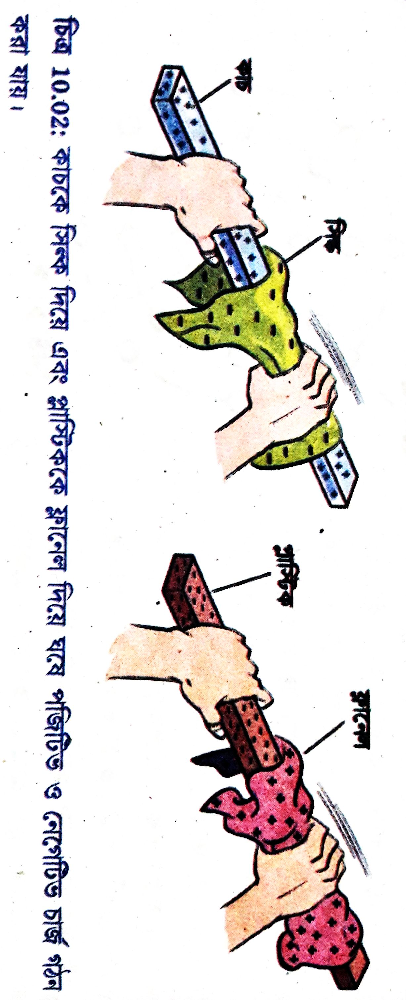 কাচ
সিল্ক
প্লাস্টিক
ফ্লানেল
চিত্র 10.02: কাচকে সিল্ক দিয়ে এবং প্লাস্টিককে ফ্লানেল দিয়ে ঘষে পজিটিভ ও নেগেটিভ চার্জ গঠন
করা যায়।